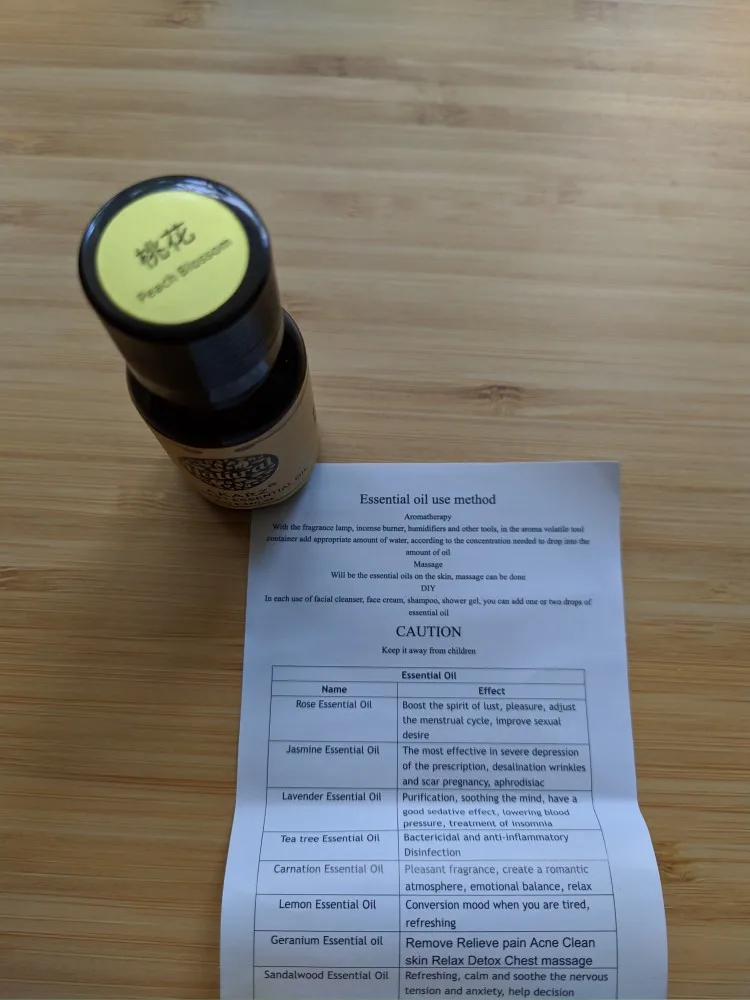 桃花
Peach Blossom
Natural
AKARZ®
ESSENTIAL OIL
Essential oil use method
Aromatherapy
With the fragrance lamp, incense burner, humidifiers and other tools, in the aroma volatile tool
container add appropriate amount of water, according to the concentration needed to drop into the
amount of oil
Massage
Will be the essential oils on the skin, massage can be done
DIY
In each use of facial cleanser, face cream, shampoo, shower gel, you can add one or two drops of
essential oil
CAUTION
Keep it away from children
Essential Oil
Name Effect
Rose Essential Oil Boost the spirit of lust, pleasure, adjust
the menstrual cycle, improve sexual
desire
Jasmine Essential Oil The most effective in severe depression
of the prescription, desalination wrinkles
and scar pregnancy, aphrodisiac
Lavender Essential Oil Purification, soothing the mind, have a
good sedative effect, lowering blood
pressure, treatment of insomnia
Tea tree Essential Oil Bactericidal and anti-inflammatory
Disinfection
Carnation Essential Oil Pleasant fragrance, create a romantic
atmosphere, emotional balance, relax
Lemon Essential Oil Conversion mood when you are tired,
refreshing
Geranium Essential oil Remove Relieve pain Acne Clean
skin Relax Detox Chest massage
Sandalwood Essential Oil Refreshing, calm and soothe the nervous
tension and anxiety, help decision